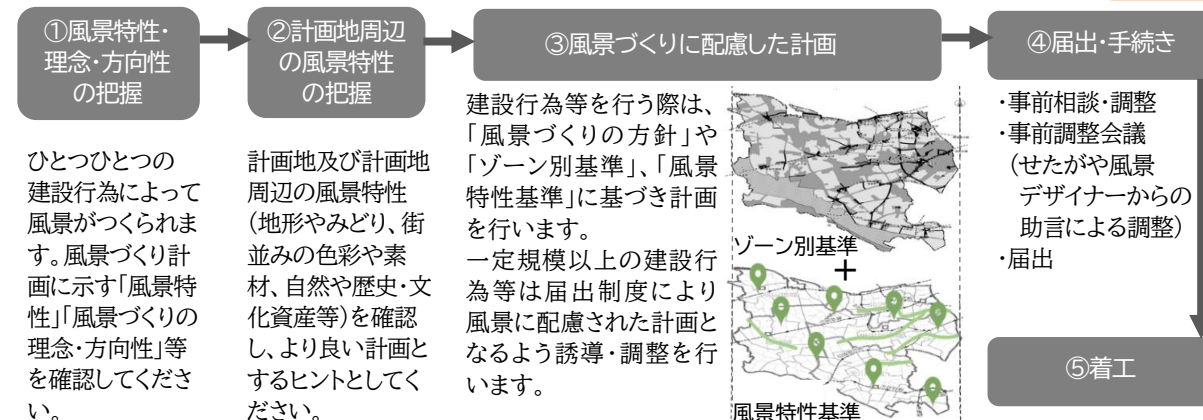 ①風景特性・
理念・方向性
の把握
ひとつひとつの
建設行為によって
風景がつくられま
す。風景づくり計
画に示す「風景特
性」「風景づくりの
理念・方向性」等
を確認してくださ
い。
②計画地周辺
の風景特性
の把握
計画地及び計画地
周辺の風景特性
(地形やみどり、街
並みの色彩や素
材、自然や歴史・文
化資産等)を確認
し、より良い計画と
するヒントとしてく
ださい。
③風景づくりに配慮した計画
建設行為等を行う際は、
「風景づくりの方針」や
「ゾーン別基準」、「風景
特性基準」に基づき計画
を行います。
一定規模以上の建設行
為等は届出制度により
風景に配慮された計画と
なるよう誘導・調整を行
います。
ゾーン別基準
+
風景特性基準
④届出・手続き
・事前相談・調整
・事前調整会議
(せたがや風景
デザイナーからの
助言による調整)
・届出
⑤着工